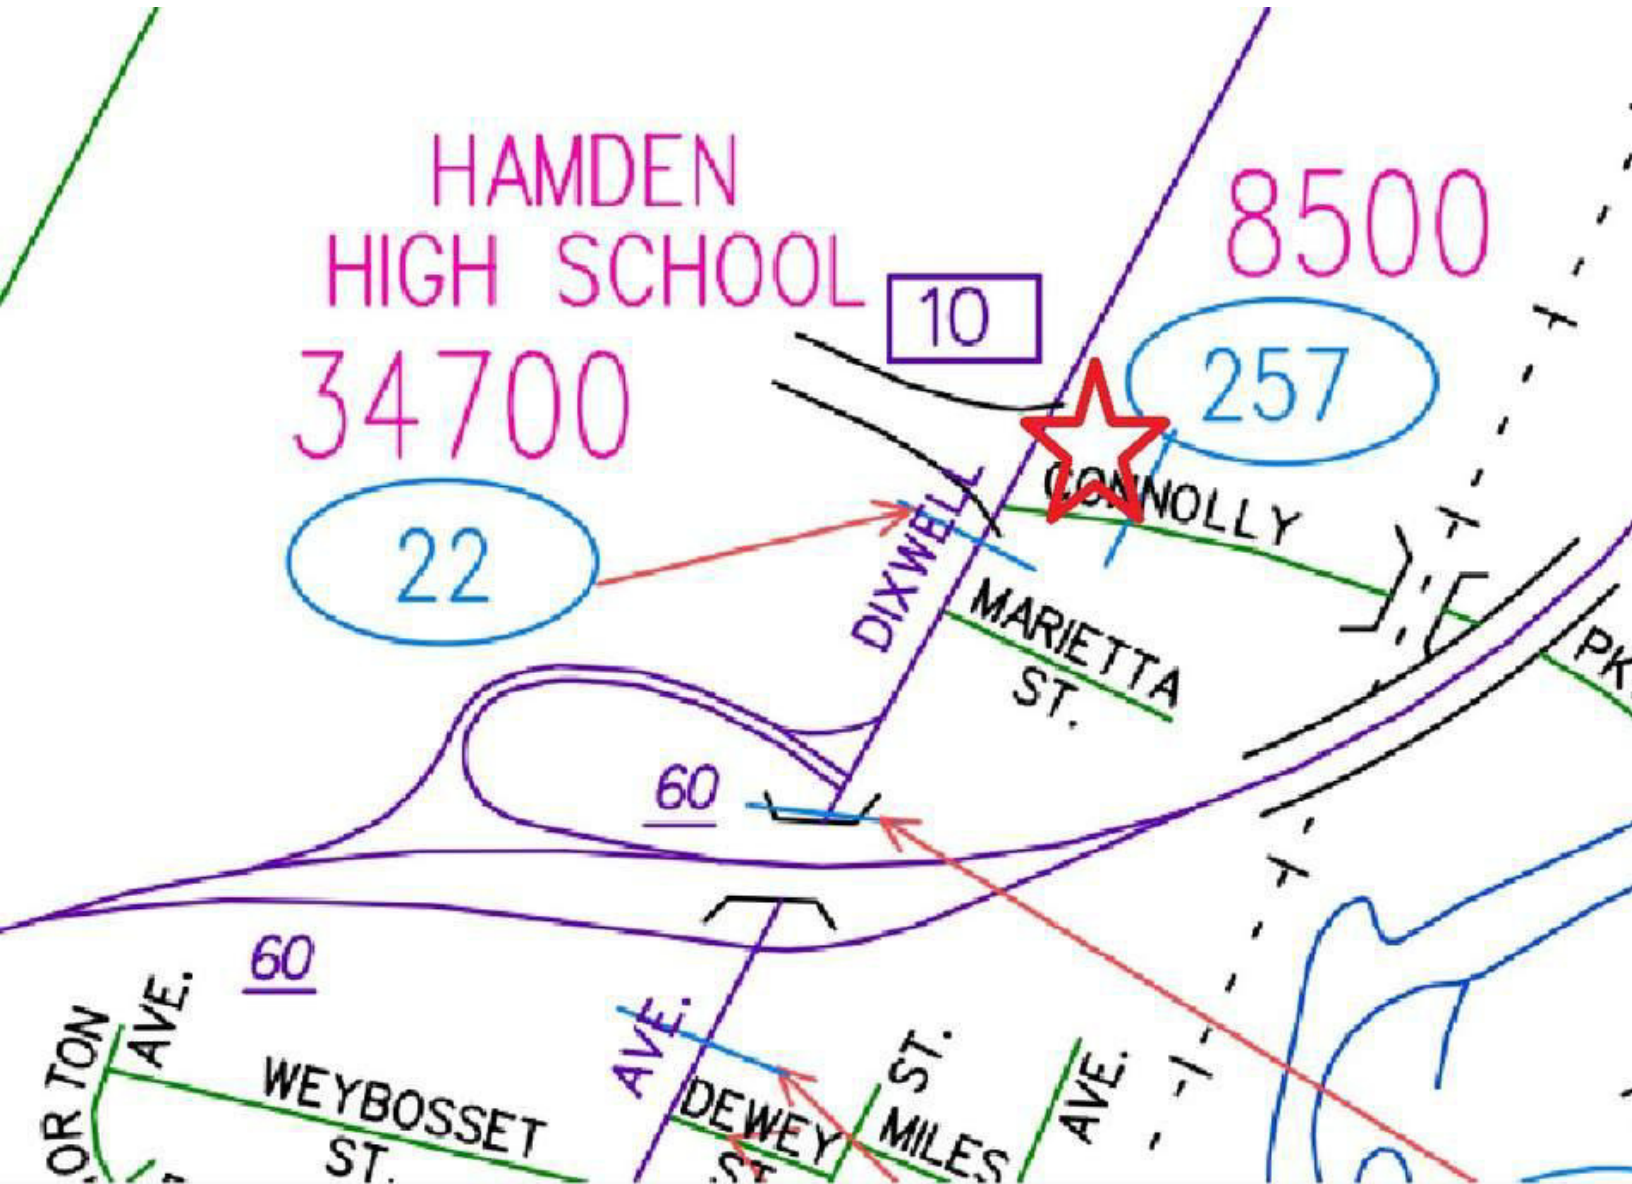 HAMDEN
HIGH SCHOOL
34700
22
10
8500
257
CONNOLLY
DIXWELL
MARIETTA
ST.
60
60
AVE.
WEYBOSSET
ST.
AVE.
DEWEY
ST.
MILES
AVE.